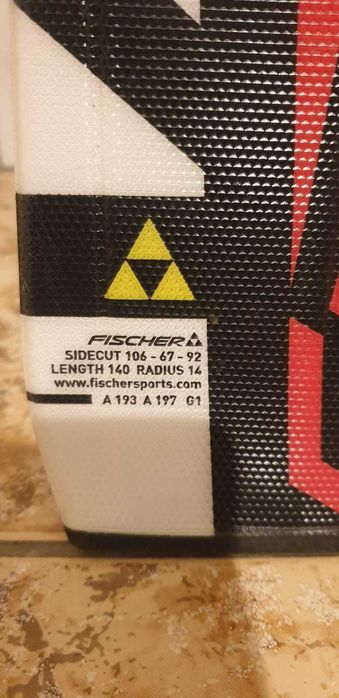 FISCHER
SIDECUT 106 - 67 - 92
LENGTH 140 RADIUS 14
www.fischersports.com
A 193 A 197 G1